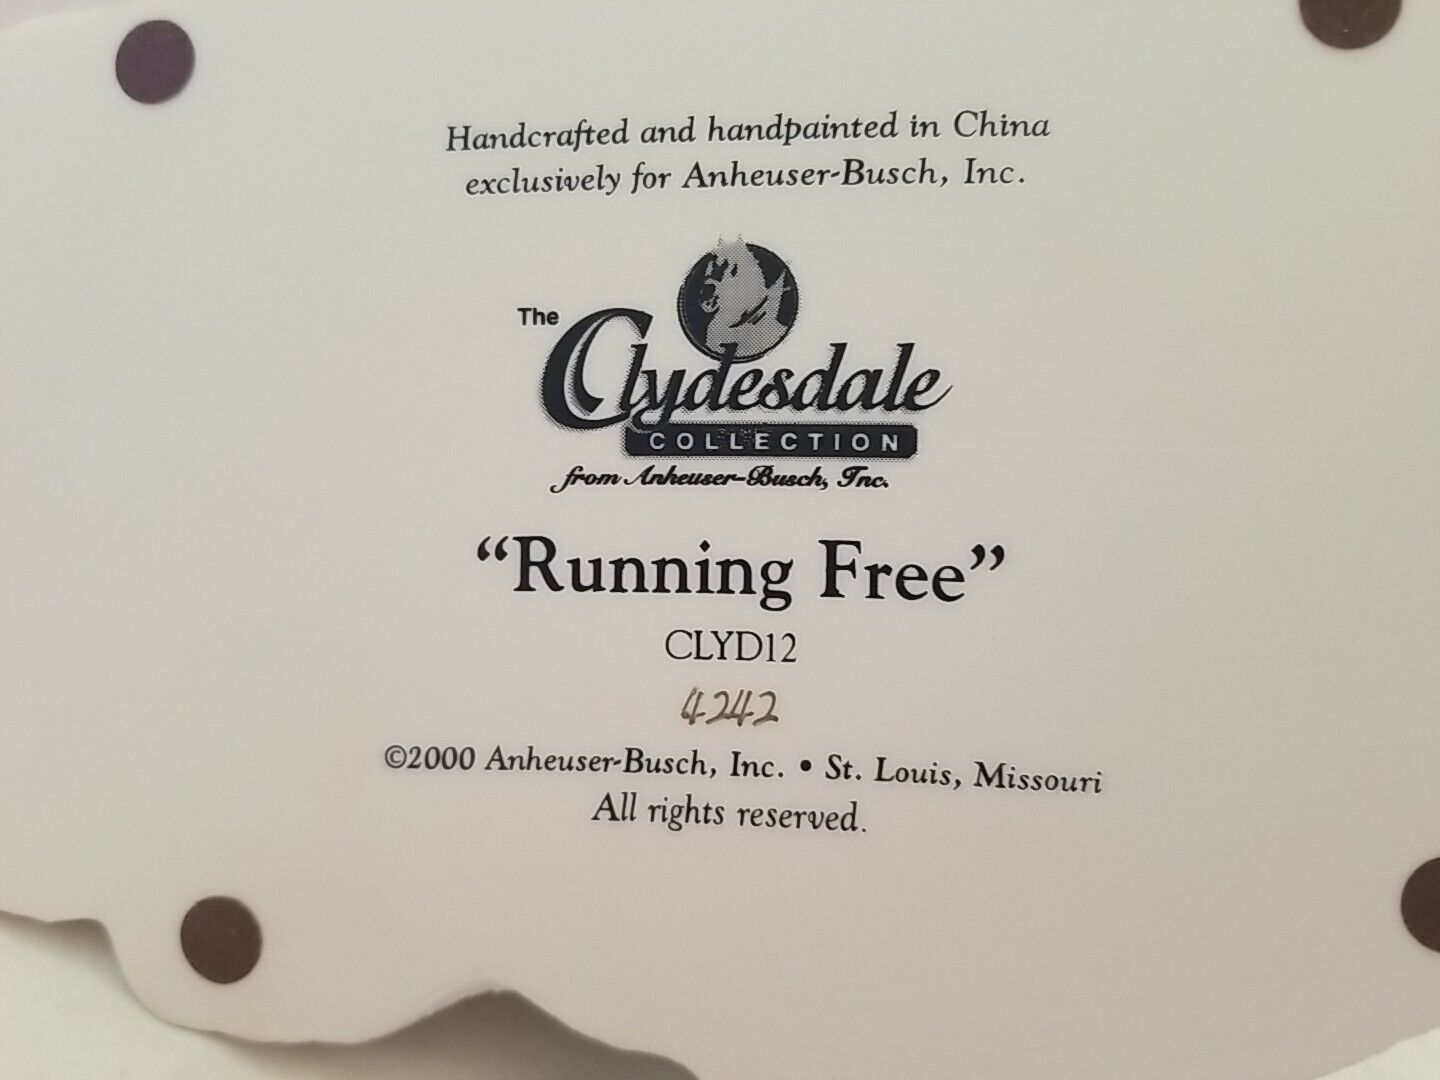 Handcrafted and handpainted in China
exclusively for Anheuser-Busch, Inc.
The
Clydesdale
COLLECTION
from Anheuser-Busch, Inc.
“Running Free”
CLYD12
4242
©2000 Anheuser-Busch, Inc. • St. Louis, Missouri
All rights reserved.